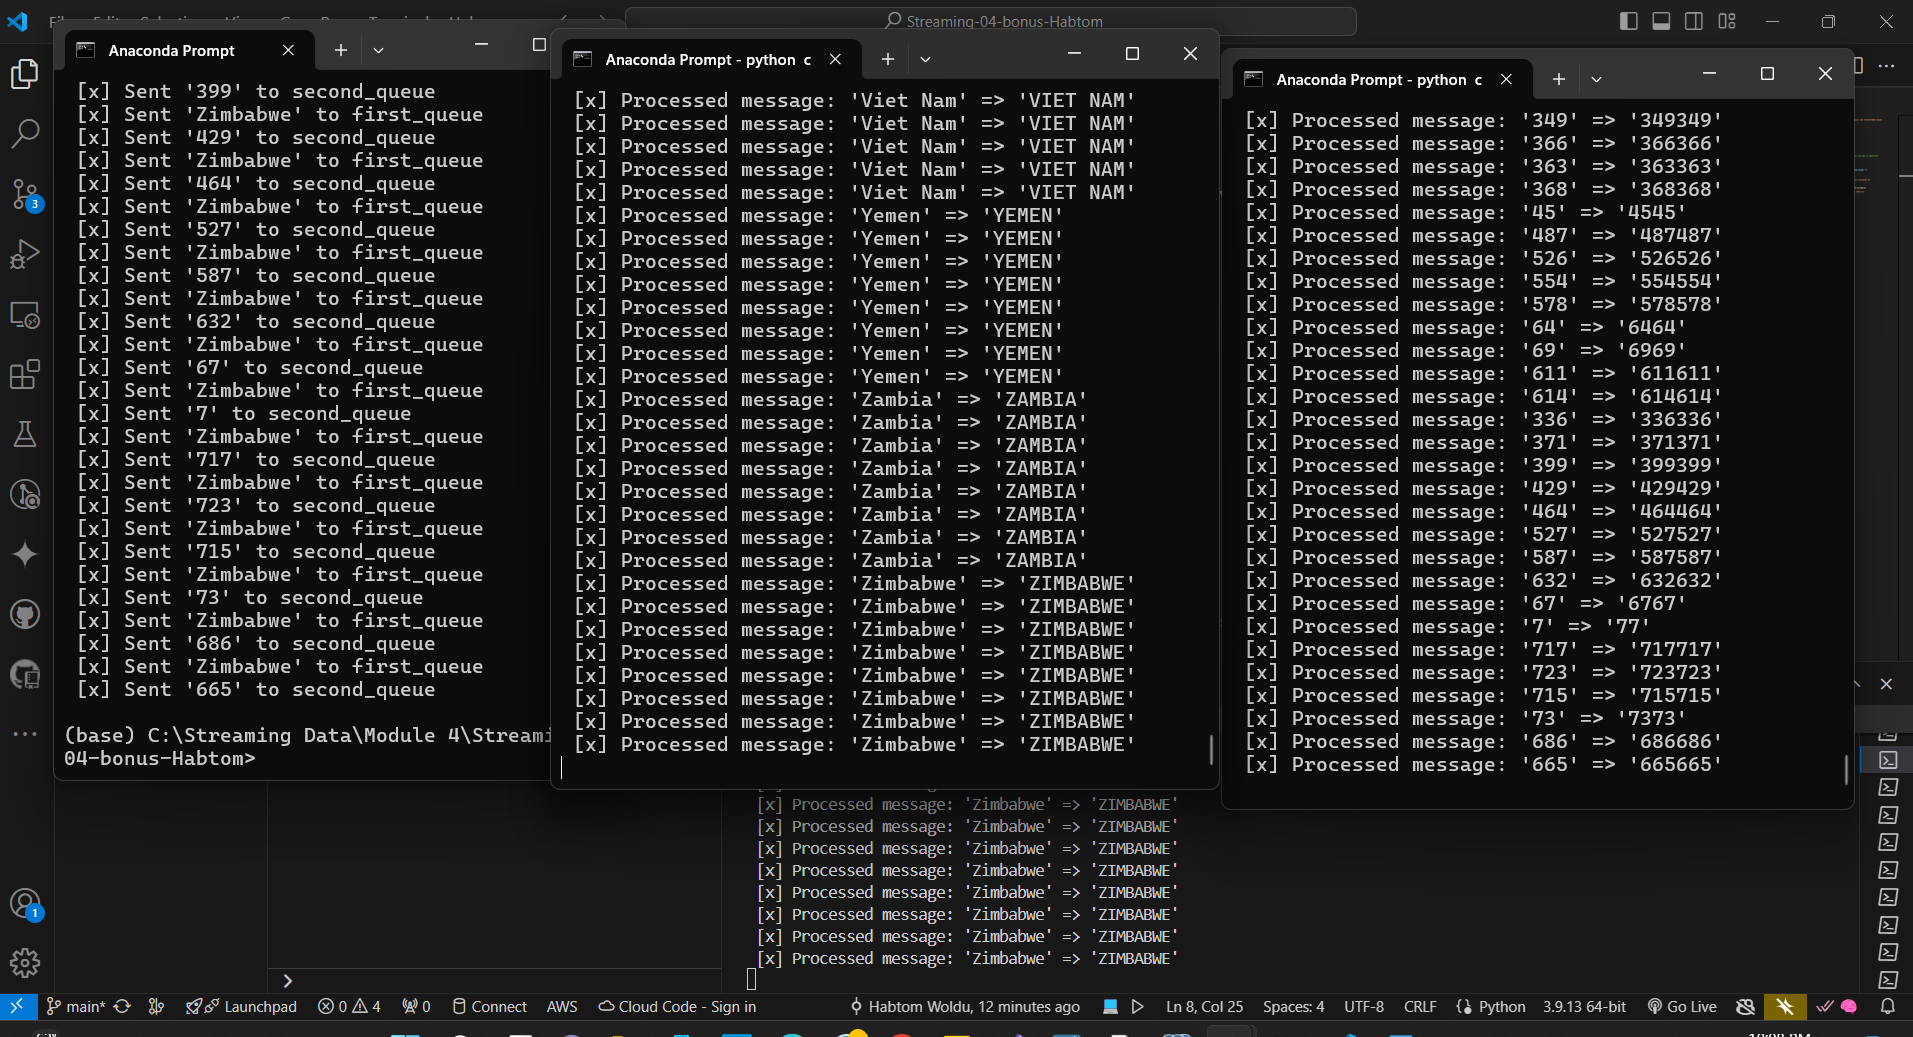 Streaming-04-bonus-Habtom
Anaconda Prompt
[x] Sent '399' to second_queue
[x] Sent 'Zimbabwe' to first_queue
[x] Sent '429' to second_queue
[x] Sent 'Zimbabwe' to first_queue
[x] Sent '464' to second_queue
[x] Sent 'Zimbabwe' to first_queue
[x] Sent '527' to second_queue
[x] Sent 'Zimbabwe' to first_queue
[x] Sent '587' to second_queue
[x] Sent 'Zimbabwe' to first_queue
[x] Sent '632' to second_queue
[x] Sent 'Zimbabwe' to first_queue
[x] Sent '67' to second_queue
[x] Sent 'Zimbabwe' to first_queue
[x] Sent '7' to second_queue
[x] Sent 'Zimbabwe' to first_queue
[x] Sent '717' to second_queue
[x] Sent 'Zimbabwe' to first_queue
[x] Sent '723' to second_queue
[x] Sent 'Zimbabwe' to first_queue
[x] Sent '715' to second_queue
[x] Sent 'Zimbabwe' to first_queue
[x] Sent '73' to second_queue
[x] Sent 'Zimbabwe' to first_queue
[x] Sent '686' to second_queue
[x] Sent 'Zimbabwe' to first_queue
[x] Sent '665' to second_queue
(base) C:\Streaming Data\Module 4\Streami
04-bonus-Habtom>
Anaconda Prompt - python c
[x] Processed message: 'Viet Nam' => 'VIET NAM'
[x] Processed message: 'Viet Nam' => 'VIET NAM'
[x] Processed message: 'Viet Nam' => 'VIET NAM'
[x] Processed message: 'Viet Nam' => 'VIET NAM'
[x] Processed message: 'Viet Nam' => 'VIET NAM'
[x] Processed message: 'Yemen' => 'YEMEN'
[x] Processed message: 'Yemen' => 'YEMEN'
[x] Processed message: 'Yemen' => 'YEMEN'
[x] Processed message: 'Yemen' => 'YEMEN'
[x] Processed message: 'Yemen' => 'YEMEN'
[x] Processed message: 'Yemen' => 'YEMEN'
[x] Processed message: 'Yemen' => 'YEMEN'
[x] Processed message: 'Yemen' => 'YEMEN'
[x] Processed message: 'Zambia' => 'ZAMBIA'
[x] Processed message: 'Zambia' => 'ZAMBIA'
[x] Processed message: 'Zambia' => 'ZAMBIA'
[x] Processed message: 'Zambia' => 'ZAMBIA'
[x] Processed message: 'Zambia' => 'ZAMBIA'
[x] Processed message: 'Zambia' => 'ZAMBIA'
[x] Processed message: 'Zambia' => 'ZAMBIA'
[x] Processed message: 'Zambia' => 'ZAMBIA'
[x] Processed message: 'Zimbabwe' => 'ZIMBABWE'
[x] Processed message: 'Zimbabwe' => 'ZIMBABWE'
[x] Processed message: 'Zimbabwe' => 'ZIMBABWE'
[x] Processed message: 'Zimbabwe' => 'ZIMBABWE'
[x] Processed message: 'Zimbabwe' => 'ZIMBABWE'
[x] Processed message: 'Zimbabwe' => 'ZIMBABWE'
[x] Processed message: 'Zimbabwe' => 'ZIMBABWE'
[x] Processed message: 'Zimbabwe' => 'ZIMBABWE'
Anaconda Prompt - python c
[x] Processed message: '349' => '349349'
[x] Processed message: '366' => '366366'
[x] Processed message: '363' => '363363'
[x] Processed message: '368' => '368368'
[x] Processed message: '45' => '4545'
[x] Processed message: '487' => '487487'
[x] Processed message: '526' => '526526'
[x] Processed message: '554' => '554554'
[x] Processed message: '578' => '578578'
[x] Processed message: '64' => '6464'
[x] Processed message: '69' => '6969'
[x] Processed message: '611' => '611611'
[x] Processed message: '614' => '614614'
[x] Processed message: '336' => '336336'
[x] Processed message: '371' => '371371'
[x] Processed message: '399' => '399399'
[x] Processed message: '429' => '429429'
[x] Processed message: '464' => '464464'
[x] Processed message: '527' => '527527'
[x] Processed message: '587' => '587587'
[x] Processed message: '632' => '632632'
[x] Processed message: '67' => '6767'
[x] Processed message: '7' => '77'
[x] Processed message: '717' => '717717'
[x] Processed message: '723' => '723723'
[x] Processed message: '715' => '715715'
[x] Processed message: '73' => '7373'
[x] Processed message: '686' => '686686'
[x] Processed message: '665' => '665665'
[x] Processed message: 'Zimbabwe' => 'ZIMBABWE'
[x] Processed message: 'Zimbabwe' => 'ZIMBABWE'
[x] Processed message: 'Zimbabwe' => 'ZIMBABWE'
[x] Processed message: 'Zimbabwe' => 'ZIMBABWE'
[x] Processed message: 'Zimbabwe' => 'ZIMBABWE'
[x] Processed message: 'Zimbabwe' => 'ZIMBABWE'
[x] Processed message: 'Zimbabwe' => 'ZIMBABWE'
[x] Processed message: 'Zimbabwe' => 'ZIMBABWE'
3
1
main* Launchpad 0 4 0 Connect AWS Cloud Code - Sign in Habtom Woldu, 12 minutes ago Ln 8, Col 25 Spaces: 4 UTF-8 CRLF Python 3.9.13 64-bit Go Live